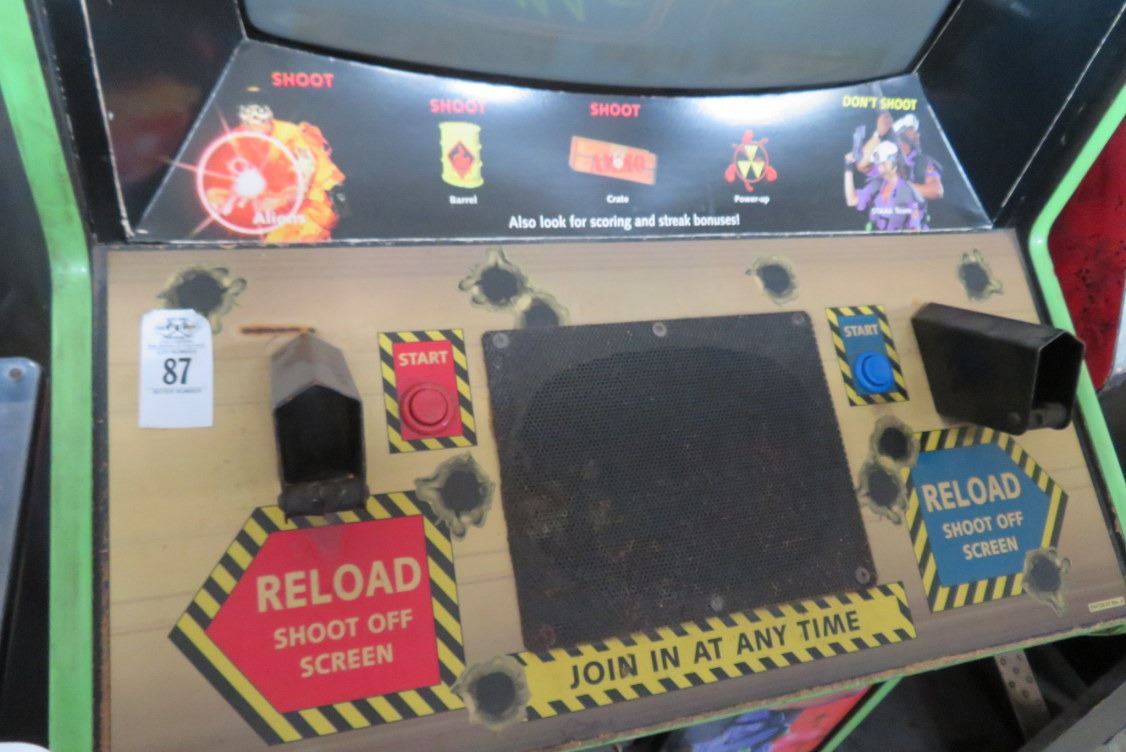 SHOOT
SHOOT
SHOOT
DON'T SHOOT
Aliens
Barrel
Crate
Power-up
Also look for scoring and streak bonuses!
87
START
START
RELOAD
SHOOT OFF
SCREEN
RELOAD
SHOOT OFF
SCREEN
JOIN IN AT ANY TIME